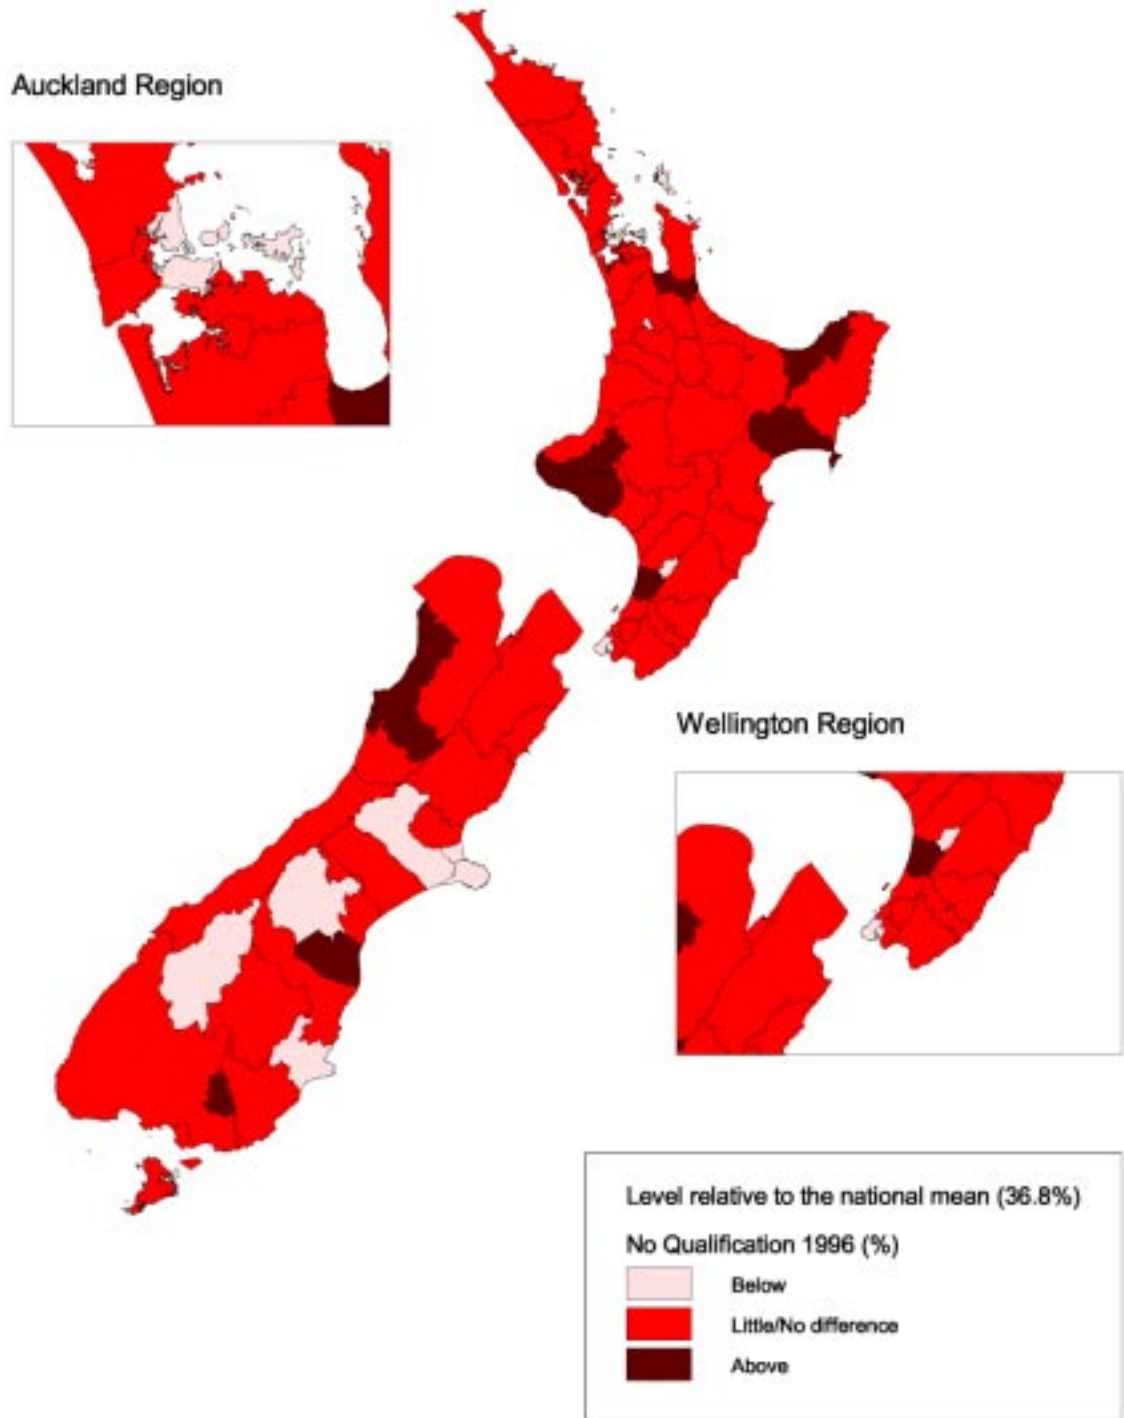 Auckland Region
Wellington Region
Level relative to the national mean (36.8%)
No Qualification 1996 (%)
Below
Little/No difference
Above